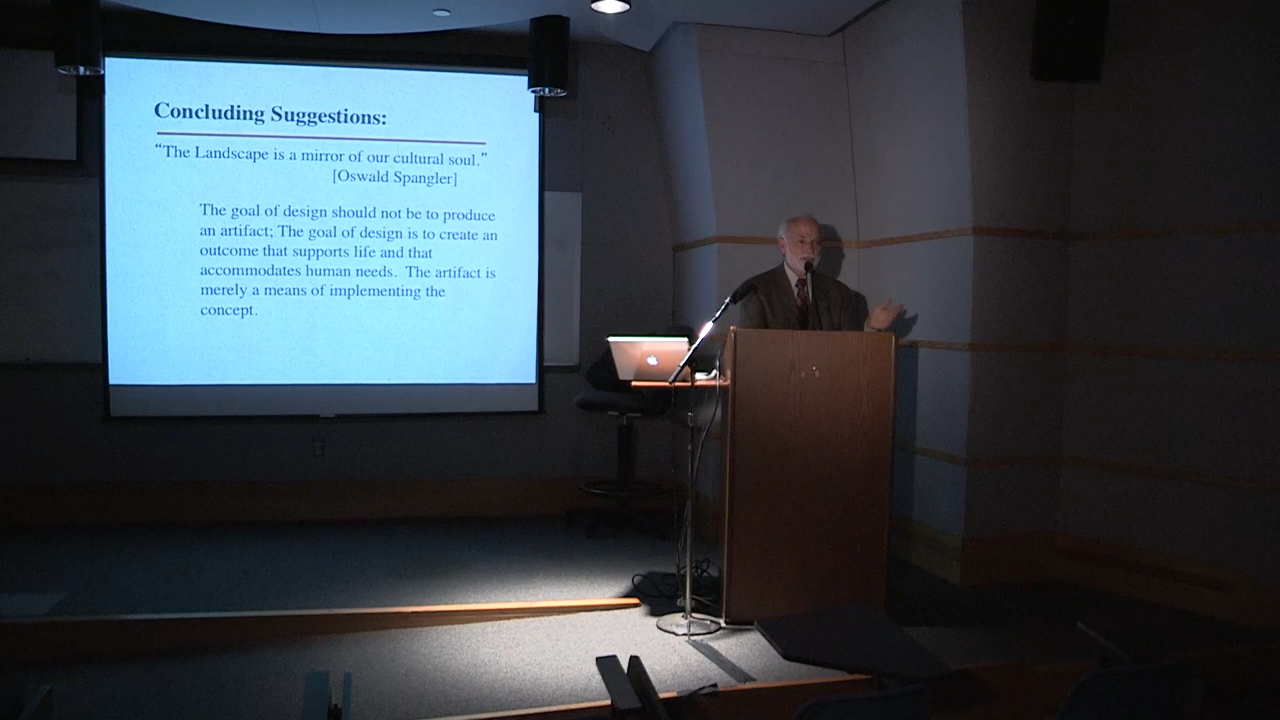 Concluding Suggestions:
“The Landscape is a mirror of our cultural soul.”
[Oswald Spangler]
The goal of design should not be to produce
an artifact; The goal of design is to create an
outcome that supports life and that
accommodates human needs. The artifact is
merely a means of implementing the
concept.